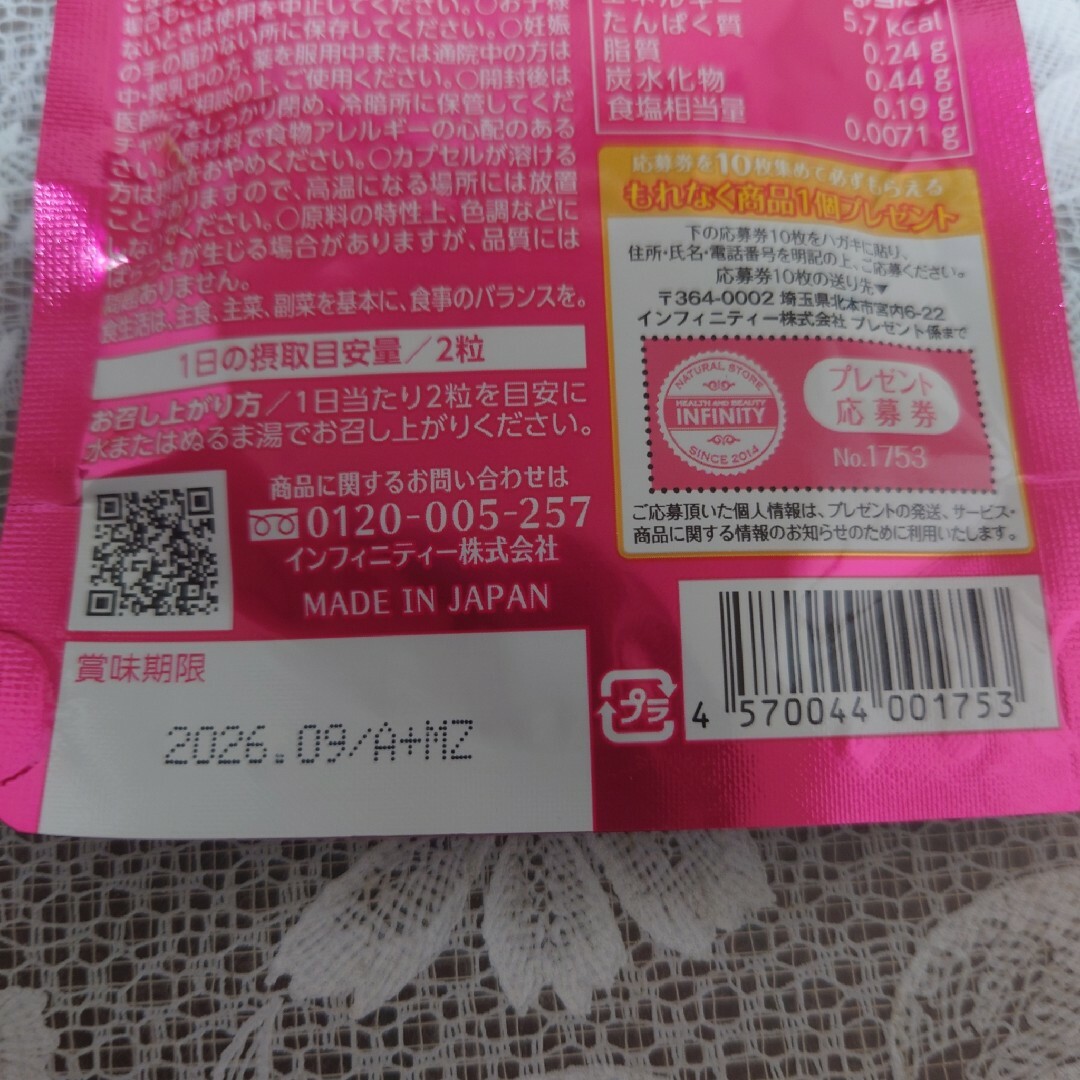 使用を中止してください。○お子様
の手の届かない所に保存してください。○妊娠
中・授乳中の方、薬を服用中または通院中の方は
医師にご相談の上、ご使用ください。○開封後は
チャックをしっかり閉め、冷暗所に保管してくだ
さい。○原材料で食物アレルギーの心配のある
方は摂取をおやめください。○カプセルが溶ける
ことがありますので、高温になる場所には放置
しないでください。○原料の特性上、色調などに
ばらつきが生じる場合がありますが、品質には
問題ありません。
食生活は、主食、主菜、副菜を基本に、食事のバランスを。
1日の摂取目安量/2粒
お召し上がり方/1日当たり2粒を目安に
水またはぬるま湯でお召し上がりください。
商品に関するお問い合わせは
0120-005-257
インフィニティー株式会社
MADE IN JAPAN
賞味期限
2026.09/A+MZ
エネルギー 5.7 kcal
たんぱく質 0.24 g
脂質 0.44 g
炭水化物 0.19 g
食塩相当量 0.0071 g
応募券を10枚集めて必ずもらえる
もれなく商品1個プレゼント
下の応募券10枚をハガキに貼り、
住所・氏名・電話番号を明記の上、ご応募ください。
応募券10枚の送り先▼
〒364-0002 埼玉県北本市宮内6-22
インフィニティー株式会社 プレゼント係まで
NATURAL STORE
HEALTH AND BEAUTY
INFINITY
SINCE 2014
プレゼント
応募券
No.1753
ご応募頂いた個人情報は、プレゼントの発送、サービス・
商品に関する情報のお知らせのために利用いたします。
プラ
4 570044 001753